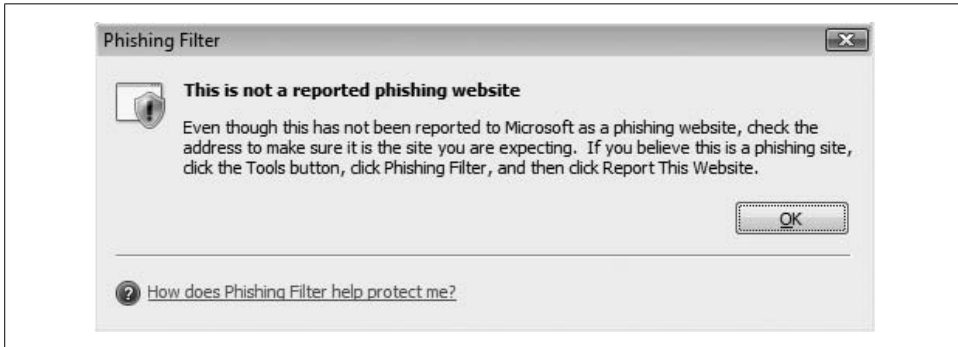 Phishing Filter
This is not a reported phishing website
Even though this has not been reported to Microsoft as a phishing website, check the
address to make sure it is the site you are expecting. If you believe this is a phishing site,
click the Tools button, click Phishing Filter, and then click Report This Website.
OK
How does Phishing Filter help protect me?